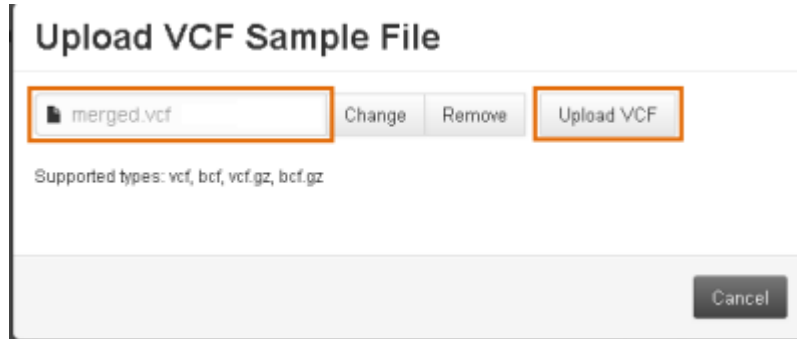 Upload VCF Sample File
merged.vcf Change Remove Upload VCF
Supported types: vcf, bcf, vcf.gz, bcf.gz
Cancel